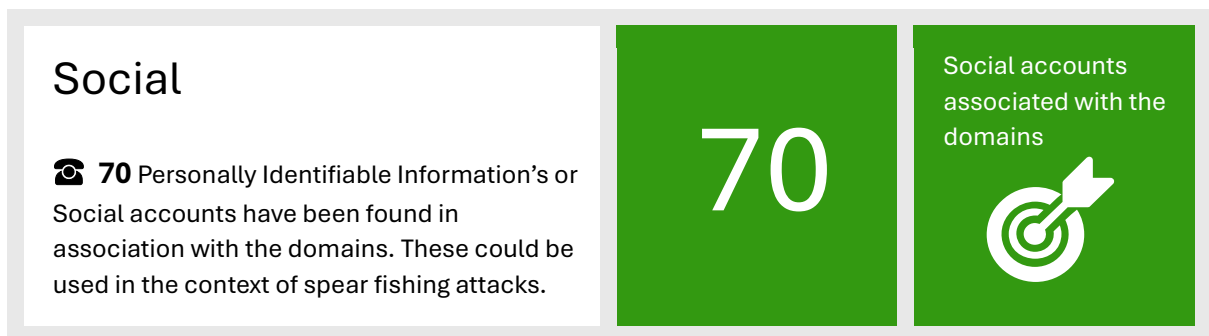 Social
70 Personally Identifiable Information’s or
Social accounts have been found in
association with the domains. These could be
used in the context of spear fishing attacks.
70
Social accounts
associated with the
domains